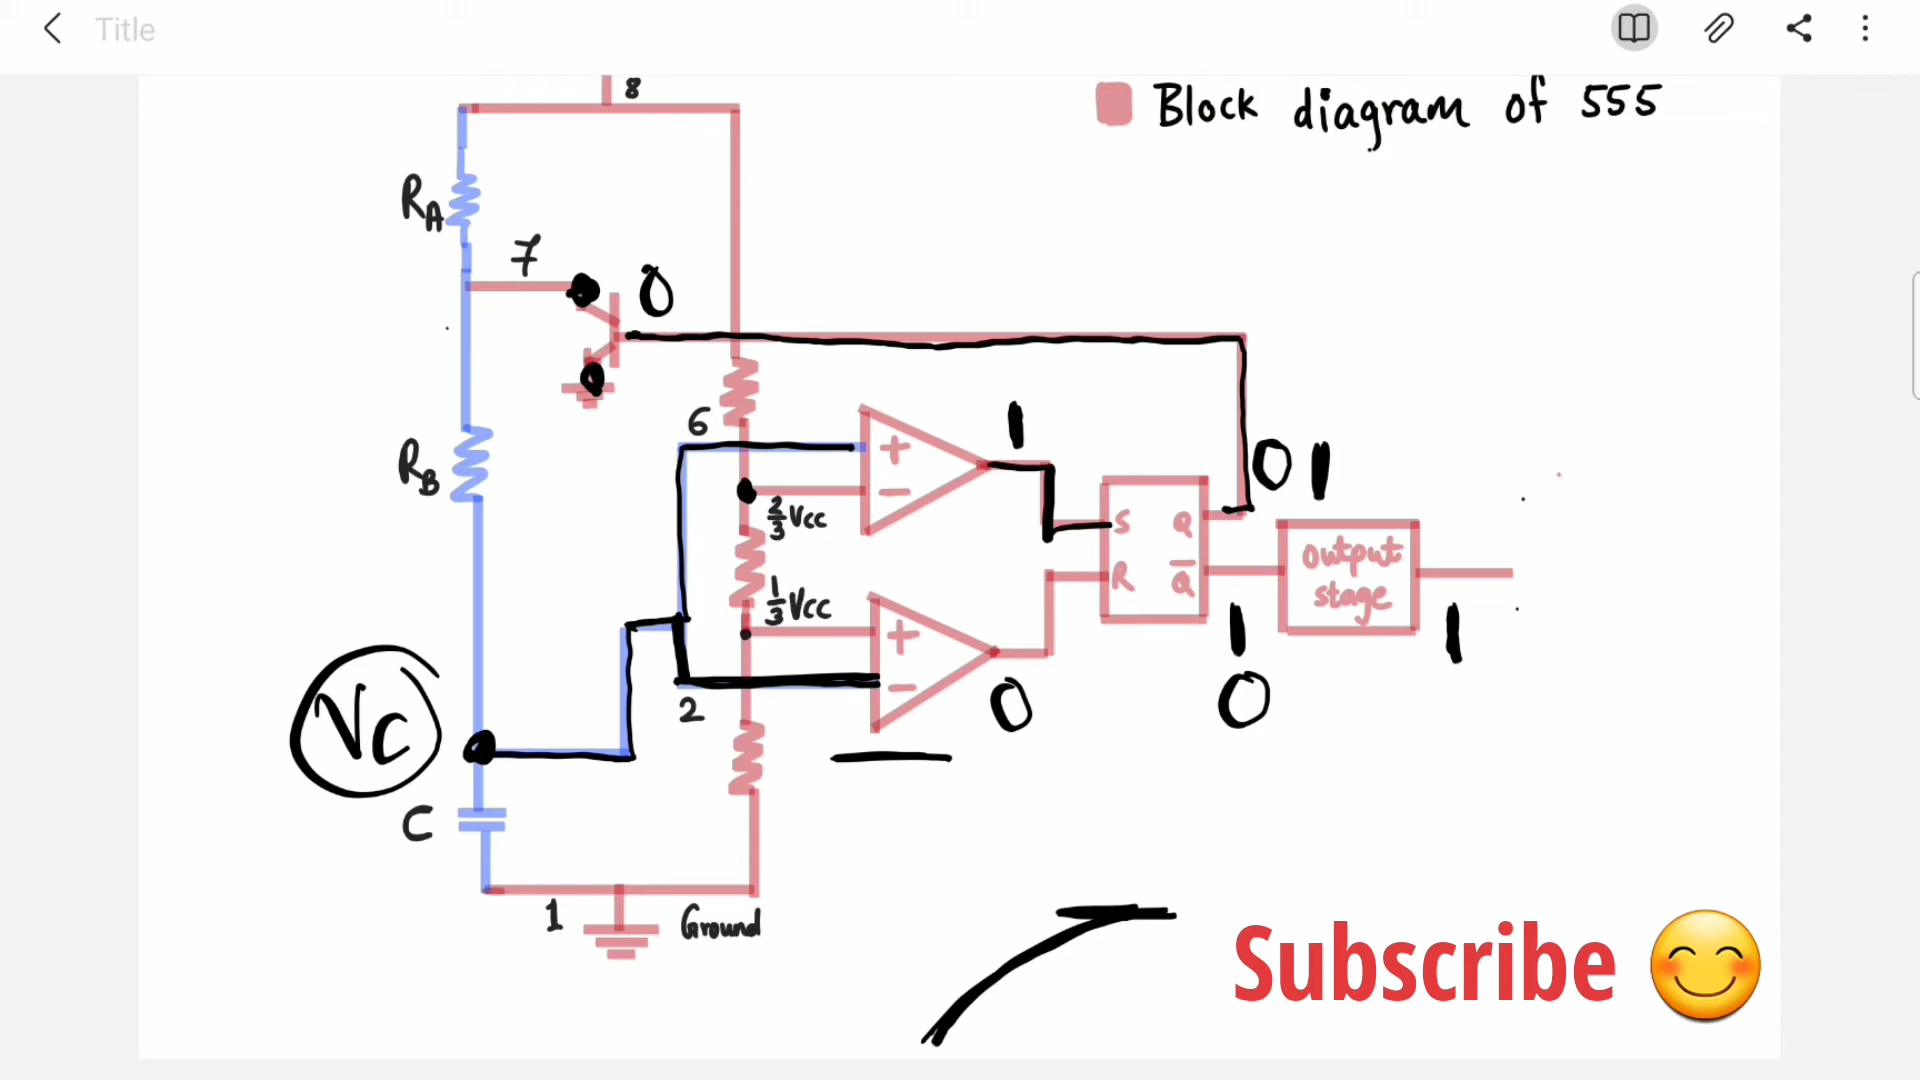 Title
8
Block diagram of 555
RA
7
0
6
+
1
RB
-
0 1
2/3 Vcc
S Q
output
stage
1/3 Vcc
R Q̅
+
1
1
-
2
0
0
Vc
C
1
Ground
Subscribe